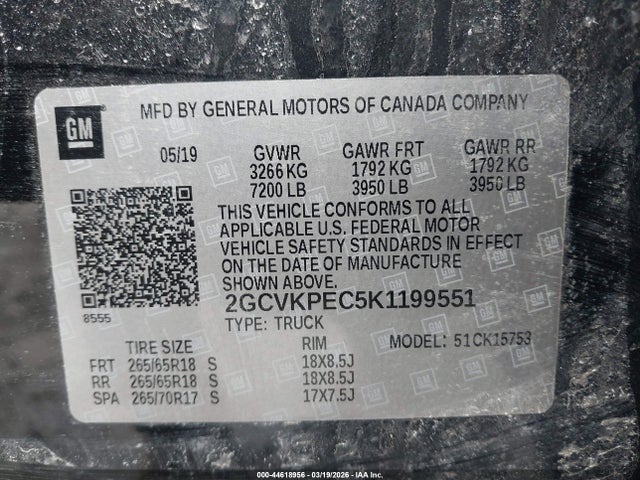 GM
MFD BY GENERAL MOTORS OF CANADA COMPANY
05/19 GVWR GAWR FRT GAWR RR
3266 KG 1792 KG 1792 KG
7200 LB 3950 LB 3950 LB
THIS VEHICLE CONFORMS TO ALL
APPLICABLE U.S. FEDERAL MOTOR
VEHICLE SAFETY STANDARDS IN EFFECT
ON THE DATE OF MANUFACTURE
SHOWN ABOVE.
8555
2GCVKPEC5K1199551
TYPE: TRUCK
MODEL: 51CK15753
TIRE SIZE RIM
FRT 265/65R18 S 18X8.5J
RR 265/65R18 S 18X8.5J
SPA 265/70R17 S 17X7.5J
000-44618956 - 03/19/2026 - IAA Inc.